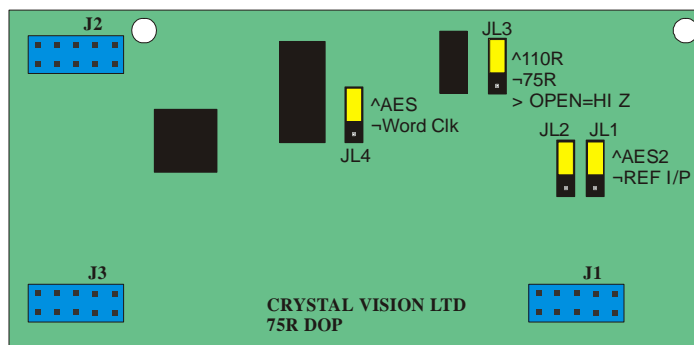 J2
JL3
^110R
¬75R
> OPEN=HI Z
^AES
¬Word Clk
JL4
JL2
JL1
^AES2
¬REF I/P
J3
J1
CRYSTAL VISION LTD
75R DOP